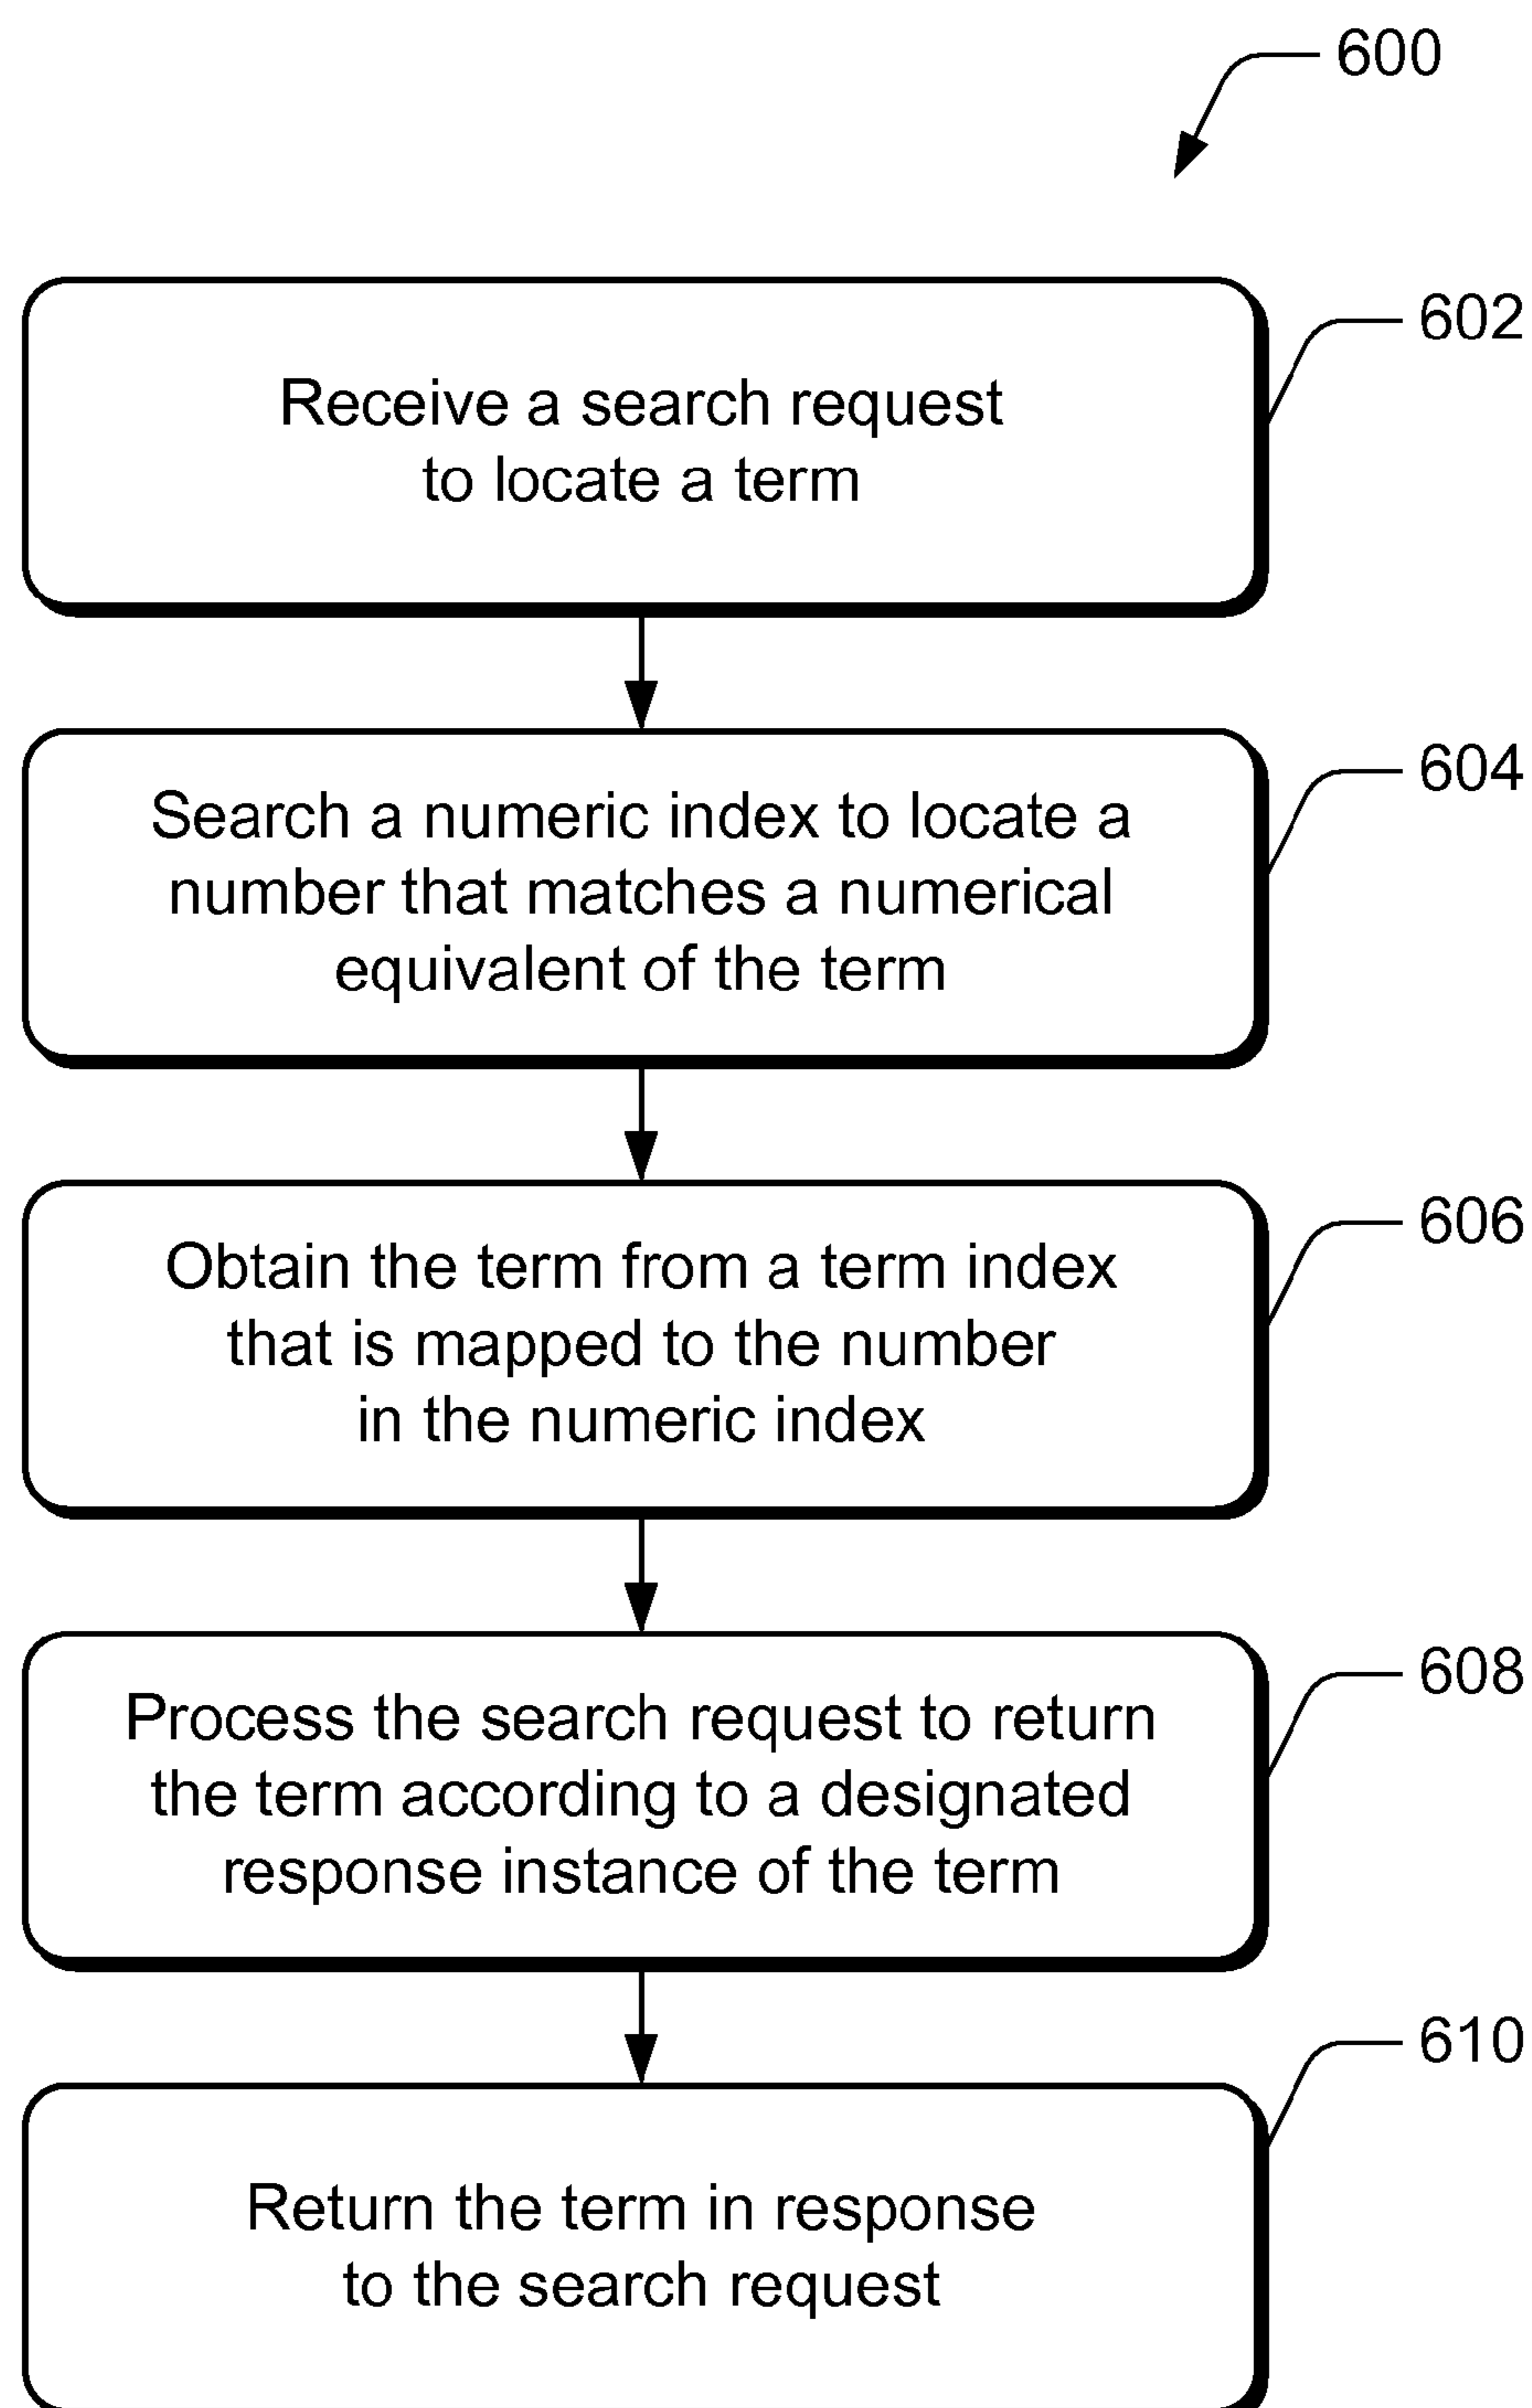 600
602
Receive a search request
to locate a term
604
Search a numeric index to locate a
number that matches a numerical
equivalent of the term
606
Obtain the term from a term index
that is mapped to the number
in the numeric index
608
Process the search request to return
the term according to a designated
response instance of the term
610
Return the term in response
to the search request